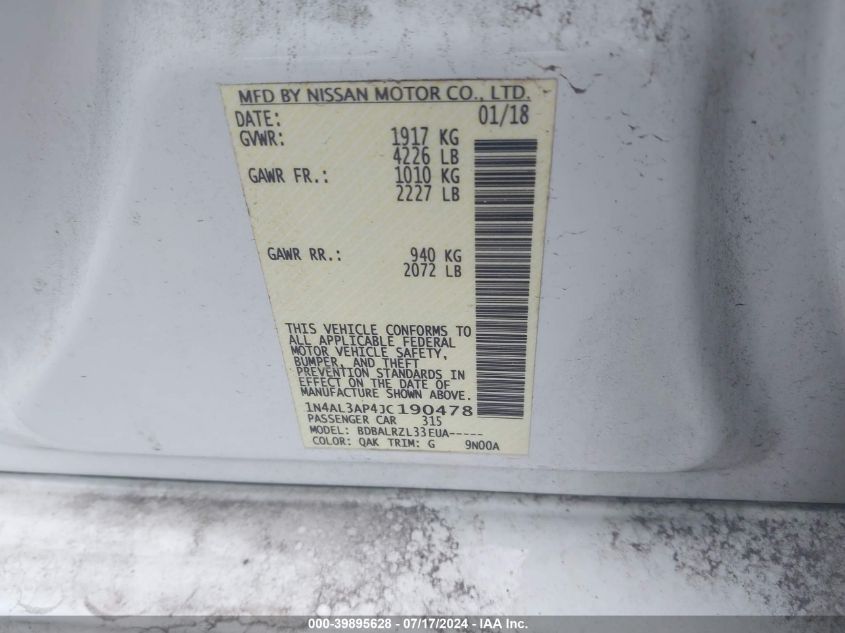 MFD BY NISSAN MOTOR CO., LTD.
DATE: 01/18
GVWR: 1917 KG
4226 LB
GAWR FR.: 1010 KG
2227 LB
GAWR RR.: 940 KG
2072 LB
THIS VEHICLE CONFORMS TO
ALL APPLICABLE FEDERAL
MOTOR VEHICLE SAFETY,
BUMPER, AND THEFT
PREVENTION STANDARDS IN
EFFECT ON THE DATE OF
MANUFACTURE SHOWN ABOVE.
1N4AL3AP4JC190478
PASSENGER CAR 315
MODEL: BDBALRZL33EUA-----
COLOR: QAK TRIM: G 9N00A
000-39895628 - 07/17/2024 - IAA Inc.